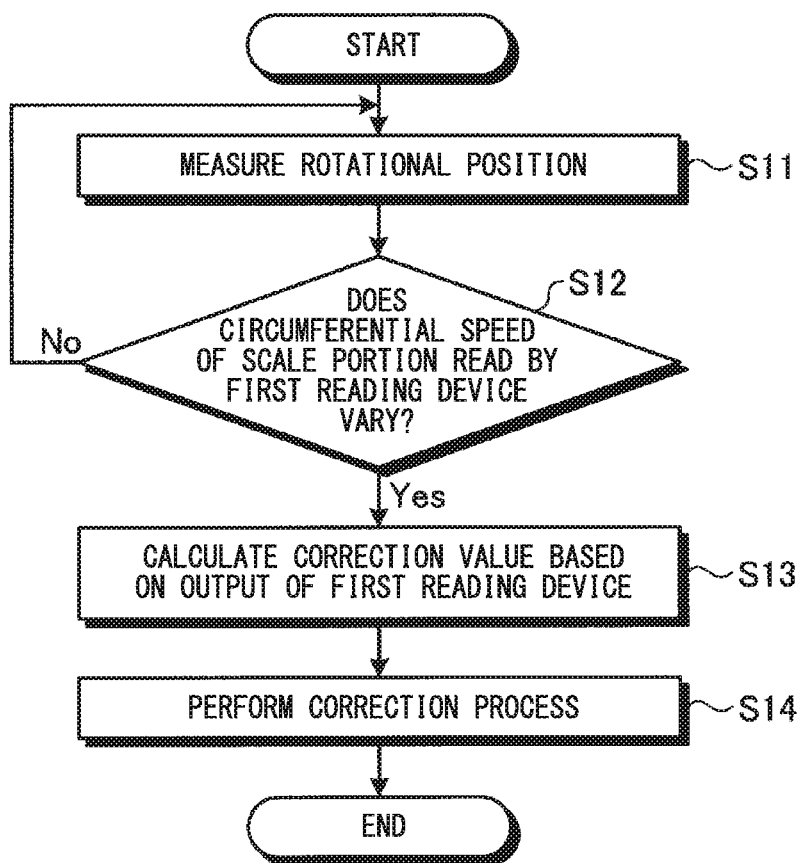 START
MEASURE ROTATIONAL POSITION
S11
S12
DOES
CIRCUMFERENTIAL SPEED
OF SCALE PORTION READ BY
FIRST READING DEVICE
VARY?
No
Yes
CALCULATE CORRECTION VALUE BASED
ON OUTPUT OF FIRST READING DEVICE
S13
PERFORM CORRECTION PROCESS
S14
END